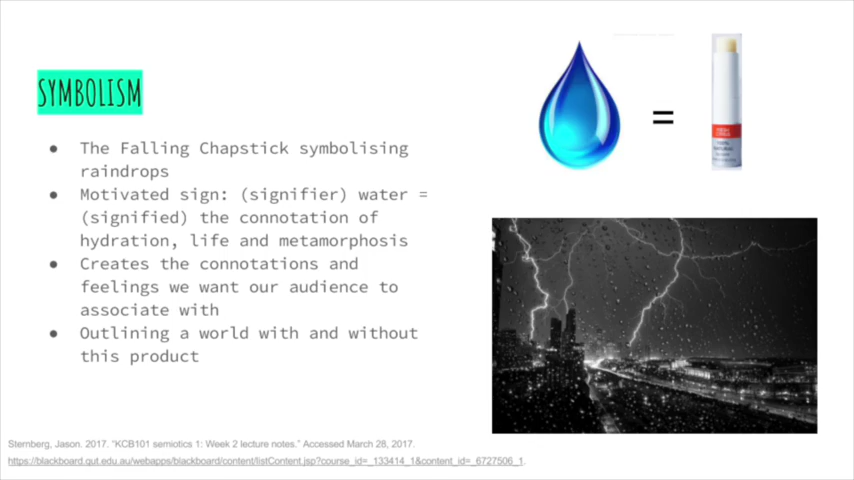 SYMBOLISM
● The Falling Chapstick symbolising
raindrops
● Motivated sign: (signifier) water =
(signified) the connotation of
hydration, life and metamorphosis
● Creates the connotations and
feelings we want our audience to
associate with
● Outlining a world with and without
this product
=
Sternberg, Jason. 2017. “KCB101 semiotics 1: Week 2 lecture notes.” Accessed March 28, 2017.
https://blackboard.qut.edu.au/webapps/blackboard/content/listContent.jsp?course_id=_133414_1&content_id=_6727506_1.